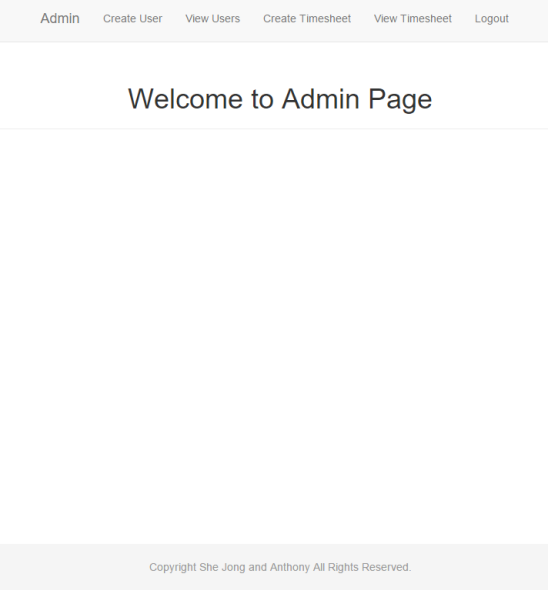 Admin Create User View Users Create Timesheet View Timesheet Logout
Welcome to Admin Page
Copyright She Jong and Anthony All Rights Reserved.